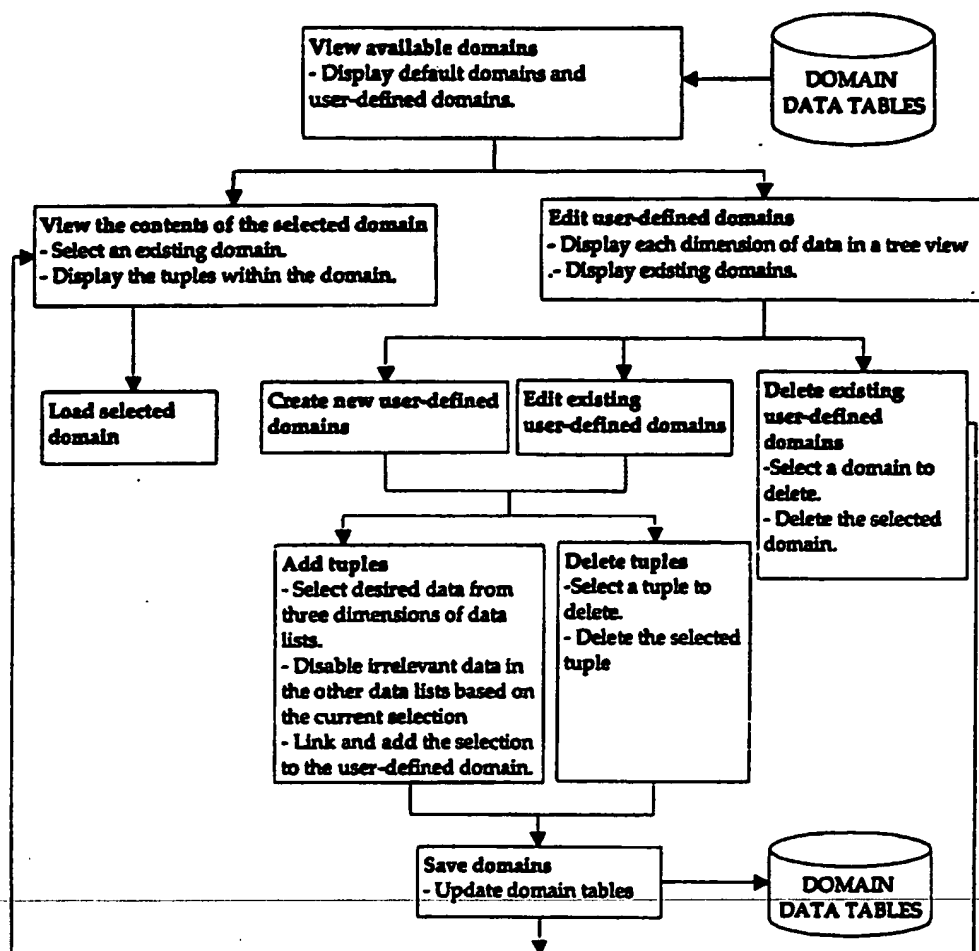 View available domains
- Display default domains and
user-defined domains.
DOMAIN
DATA TABLES
View the contents of the selected domain
- Select an existing domain.
- Display the tuples within the domain.
Edit user-defined domains
- Display each dimension of data in a tree view
.- Display existing domains.
Load selected
domain
Create new user-defined
domains
Edit existing
user-defined domains
Delete existing
user-defined
domains
-Select a domain to
delete.
- Delete the selected
domain.
Add tuples
- Select desired data from
three dimensions of data
lists.
- Disable irrelevant data in
the other data lists based on
the current selection
- Link and add the selection
to the user-defined domain.
Delete tuples
-Select a tuple to
delete.
- Delete the selected
tuple
Save domains
- Update domain tables
DOMAIN
DATA TABLES